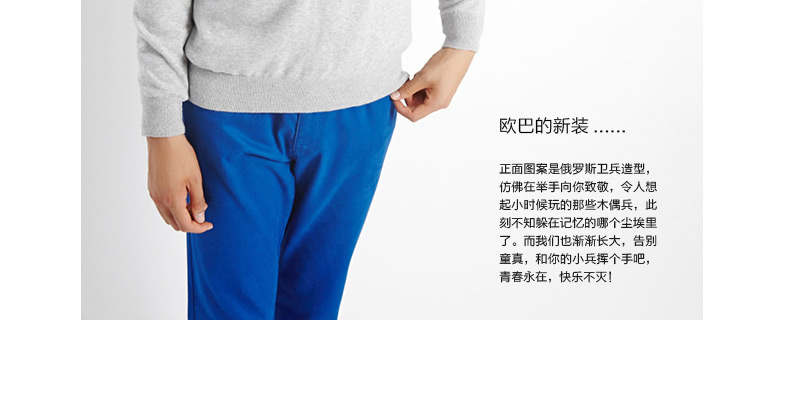 欧巴的新装 ......
正面图案是俄罗斯卫兵造型，
仿佛在举手向你致敬，令人想
起小时候玩的那些木偶兵，此
刻不知躲在记忆的哪个尘埃里
了。而我们也渐渐长大，告别
童真，和你的小兵挥个手吧，
青春永在，快乐不灭！